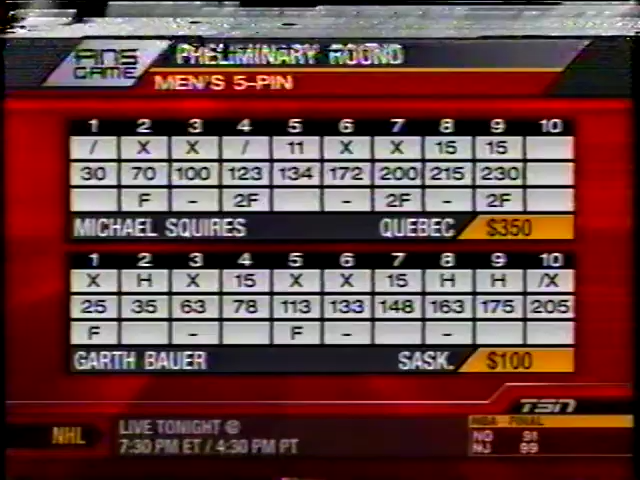 PINS GAME
PRELIMINARY ROUND
MEN'S 5-PIN
1 2 3 4 5 6 7 8 9 10
/ X X / 11 X X 15 15
30 70 100 123 134 172 200 215 230
F - 2F - 2F - 2F
MICHAEL SQUIRES QUEBEC $350
1 2 3 4 5 6 7 8 9 10
X H X 15 X X 15 H H /X
25 35 63 78 113 133 148 163 175 205
F - F - -
GARTH BAUER SASK. $100
TSN
NHL
LIVE TONIGHT @
7:30 PM ET / 4:30 PM PT
NBA - FINAL
NO 91
NJ 99